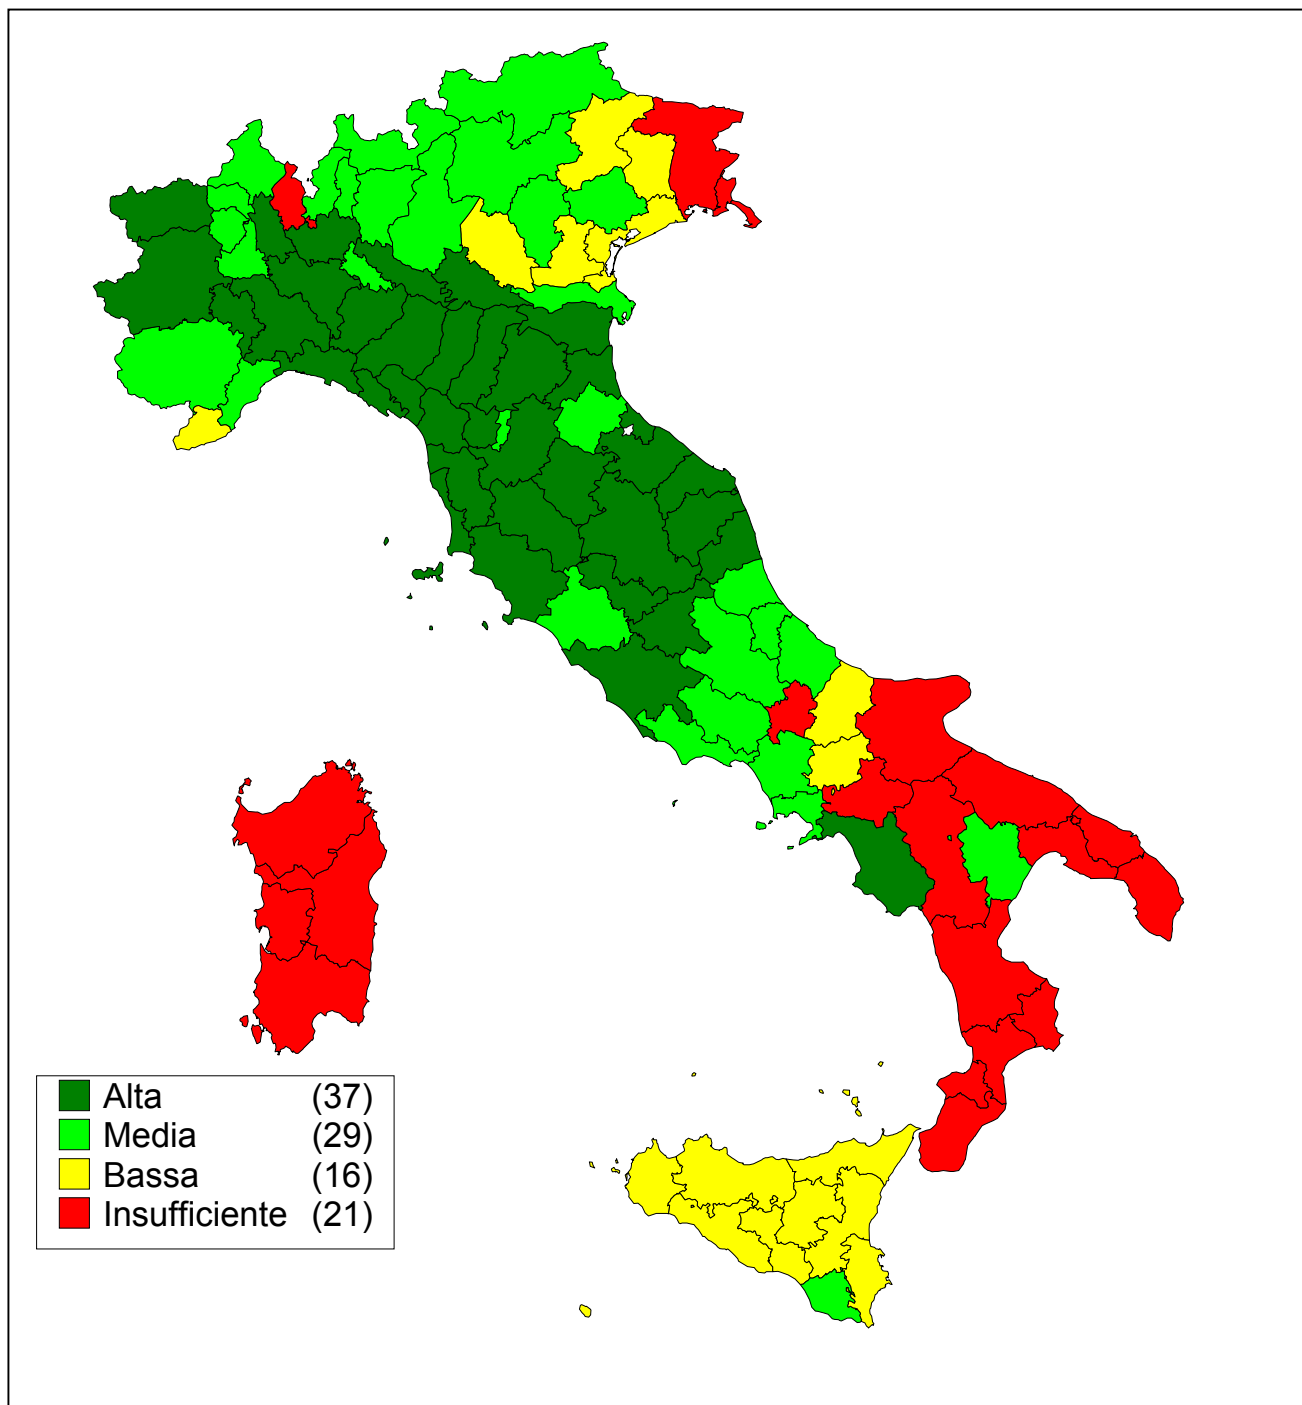 Alta (37)
Media (29)
Bassa (16)
Insufficiente (21)